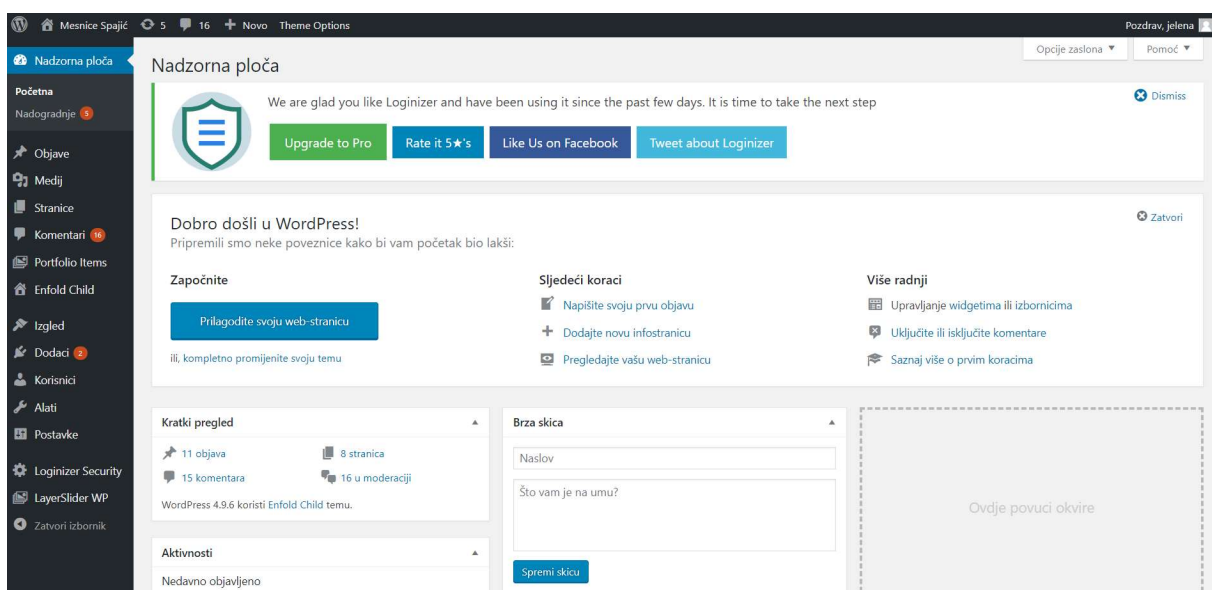 Mesnice Spajić 5 16 + Novo Theme Options Pozdrav, jelena
Opcije zaslona ▼ Pomoć ▼
Nadzorna ploča
Početna
Nadogradnje 5
Objave
Medij
Stranice
Komentari 16
Portfolio Items
Enfold Child
Izgled
Dodaci 2
Korisnici
Alati
Postavke
Loginizer Security
LayerSlider WP
Zatvori izbornik
Nadzorna ploča
We are glad you like Loginizer and have been using it since the past few days. It is time to take the next step
Dismiss
Upgrade to Pro Rate it 5★'s Like Us on Facebook Tweet about Loginizer
Dobro došli u WordPress!
Zatvori
Pripremili smo neke poveznice kako bi vam početak bio lakši:
Započnite
Prilagodite svoju web-stranicu
ili, kompletno promijenite svoju temu
Sljedeći koraci
Napišite svoju prvu objavu
Dodajte novu infostranicu
Pregledajte vašu web-stranicu
Više radnji
Upravljanje widgetima ili izbornicima
Uključite ili isključite komentare
Saznaj više o prvim koracima
Kratki pregled
11 objava 8 stranica
15 komentara 16 u moderaciji
WordPress 4.9.6 koristi Enfold Child temu.
Aktivnosti
Nedavno objavljeno
Brza skica
Naslov
Što vam je na umu?
Spremi skicu
Ovdje povuci okvire